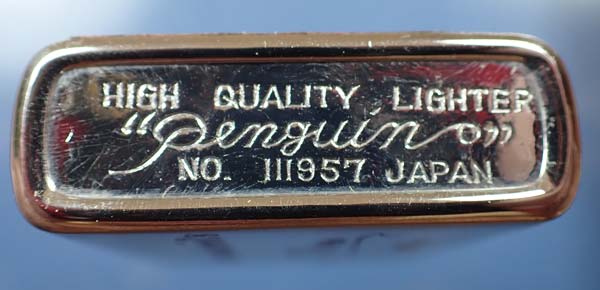 HIGH QUALITY LIGHTER
"Penguin"
NO. 111957 JAPAN